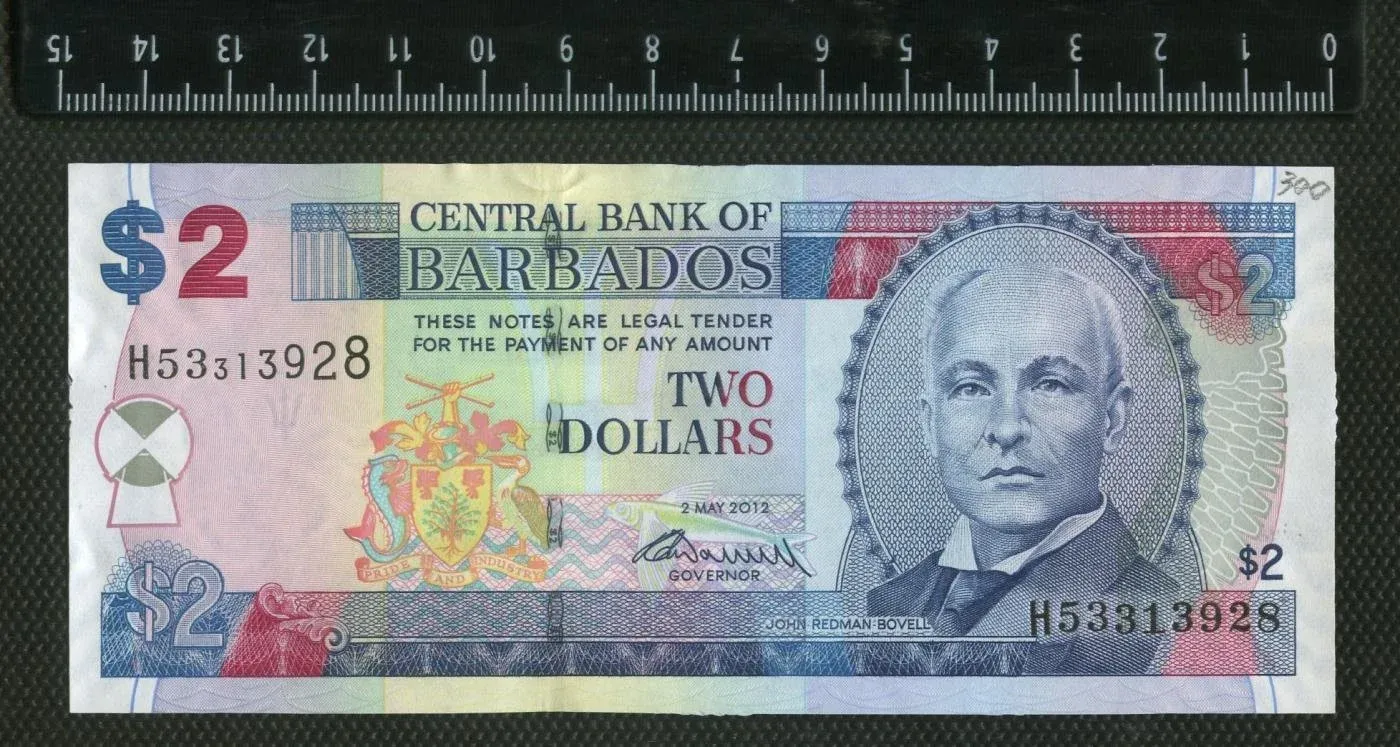 15 14 13 12 11 10 9 8 7 6 5 4 3 2 1 0
300
$2
CENTRAL BANK OF
BARBADOS
$2
THESE NOTES ARE LEGAL TENDER
FOR THE PAYMENT OF ANY AMOUNT
H53313928
TWO
DOLLARS
2 MAY 2012
GOVERNOR
PRIDE AND INDUSTRY
$2
$2
JOHN REDMAN BOVELL
H53313928